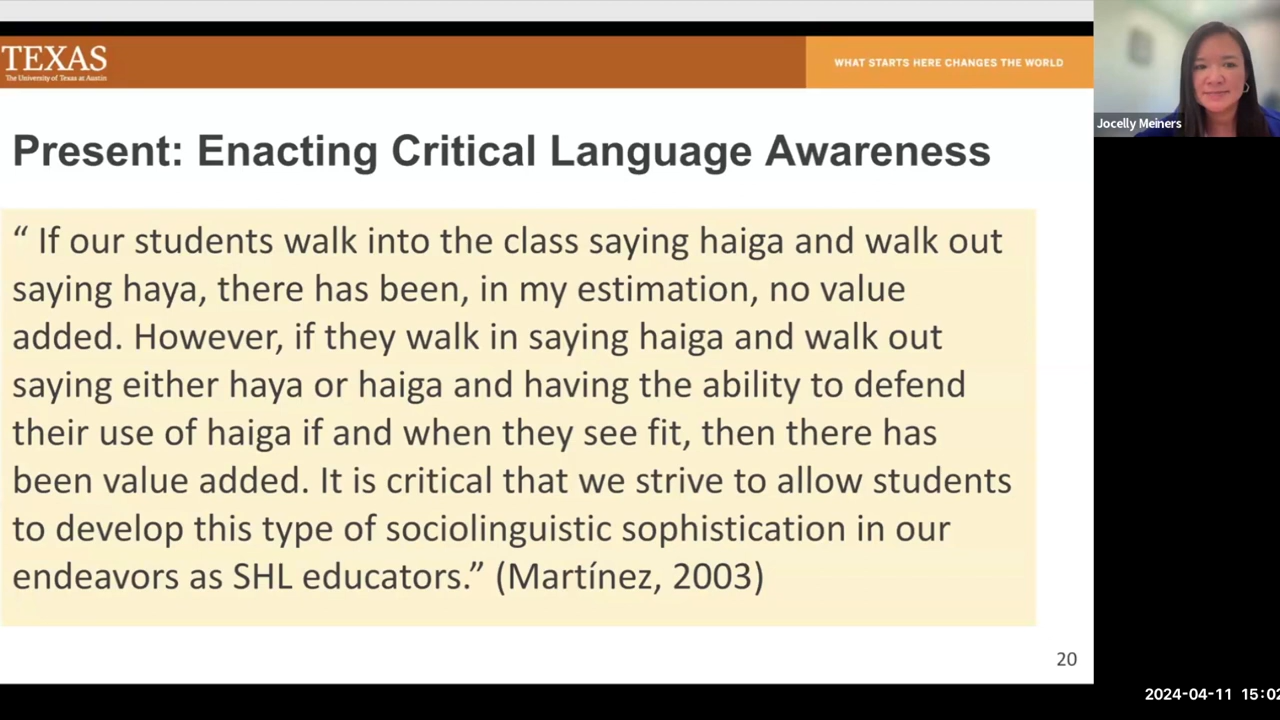 TEXAS
The University of Texas at Austin
WHAT STARTS HERE CHANGES THE WORLD
Jocelly Meiners
Present: Enacting Critical Language Awareness
“ If our students walk into the class saying haiga and walk out
saying haya, there has been, in my estimation, no value
added. However, if they walk in saying haiga and walk out
saying either haya or haiga and having the ability to defend
their use of haiga if and when they see fit, then there has
been value added. It is critical that we strive to allow students
to develop this type of sociolinguistic sophistication in our
endeavors as SHL educators.” (Martínez, 2003)
20
2024-04-11 15:02